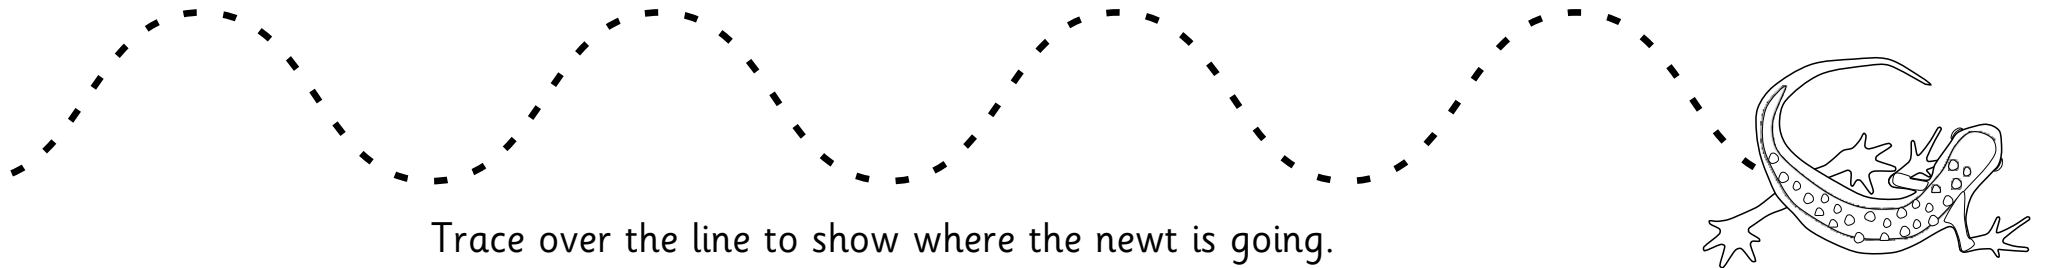 Trace over the line to show where the newt is going.